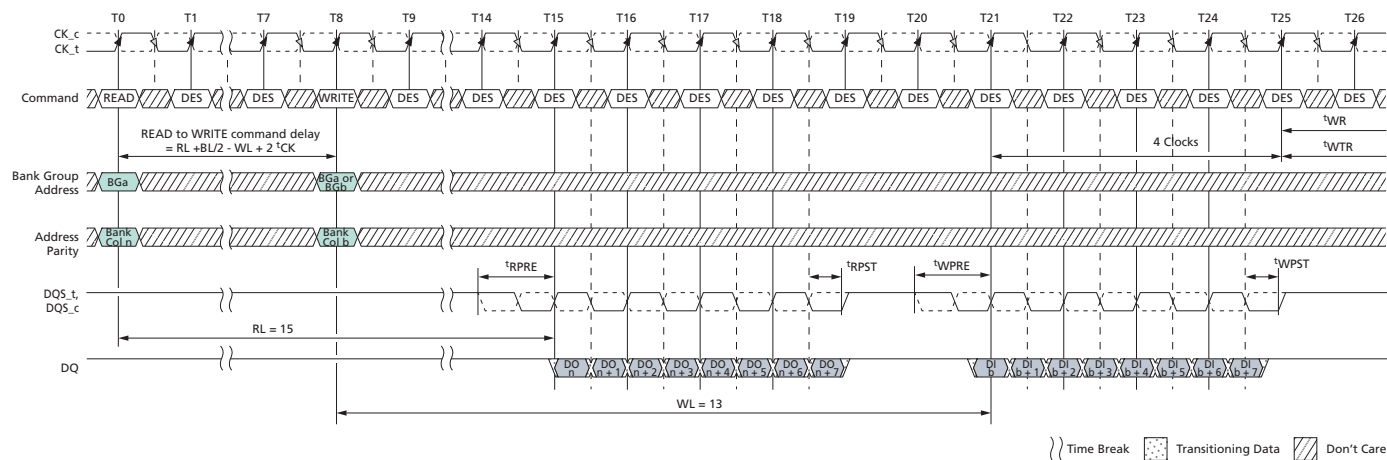 T0 T1 T7 T8 T9 T14 T15 T16 T17 T18 T19 T20 T21 T22 T23 T24 T25 T26
CK_c
CK_t
Command READ DES DES WRITE DES DES DES DES DES DES DES DES DES DES DES DES DES DES
READ to WRITE command delay
= RL +BL/2 - WL + 2 tCK
4 Clocks
tWR
tWTR
Bank Group
Address
BGa
BGa or
BGb
Address
Parity
Bank
Col n
Bank
Col b
tRPRE
tRPST
tWPRE
tWPST
DQS_t,
DQS_c
RL = 15
DQ
DO
n
DO
n + 1
DO
n + 2
DO
n + 3
DO
n + 4
DO
n + 5
DO
n + 6
DO
n + 7
DI
b
DI
b + 1
DI
b + 2
DI
b + 3
DI
b + 4
DI
b + 5
DI
b + 6
DI
b + 7
WL = 13
Time Break
Transitioning Data
Don't Care